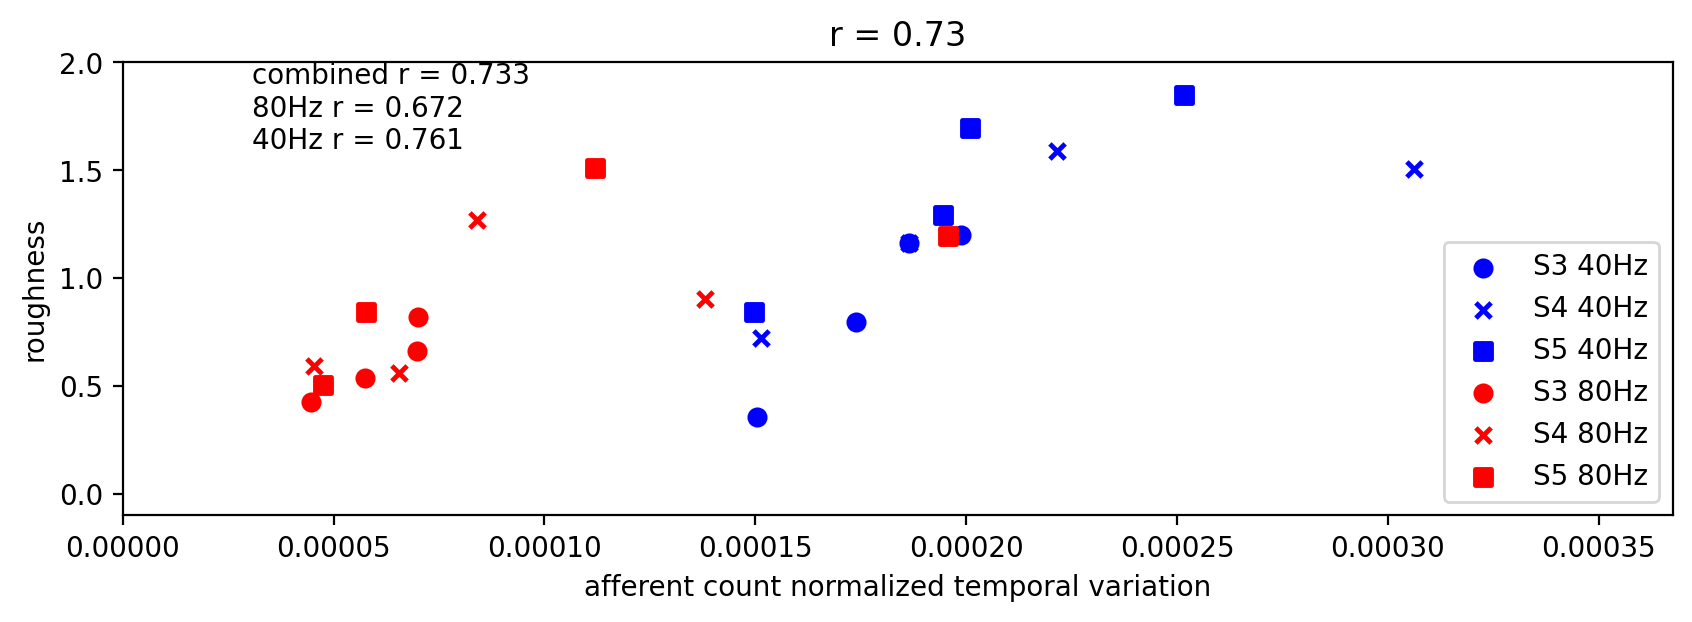 r = 0.73
combined r = 0.733
80Hz r = 0.672
40Hz r = 0.761
2.0
1.5
1.0
0.5
0.0
roughness
S3 40Hz
S4 40Hz
S5 40Hz
S3 80Hz
S4 80Hz
S5 80Hz
0.00000 0.00005 0.00010 0.00015 0.00020 0.00025 0.00030 0.00035
afferent count normalized temporal variation